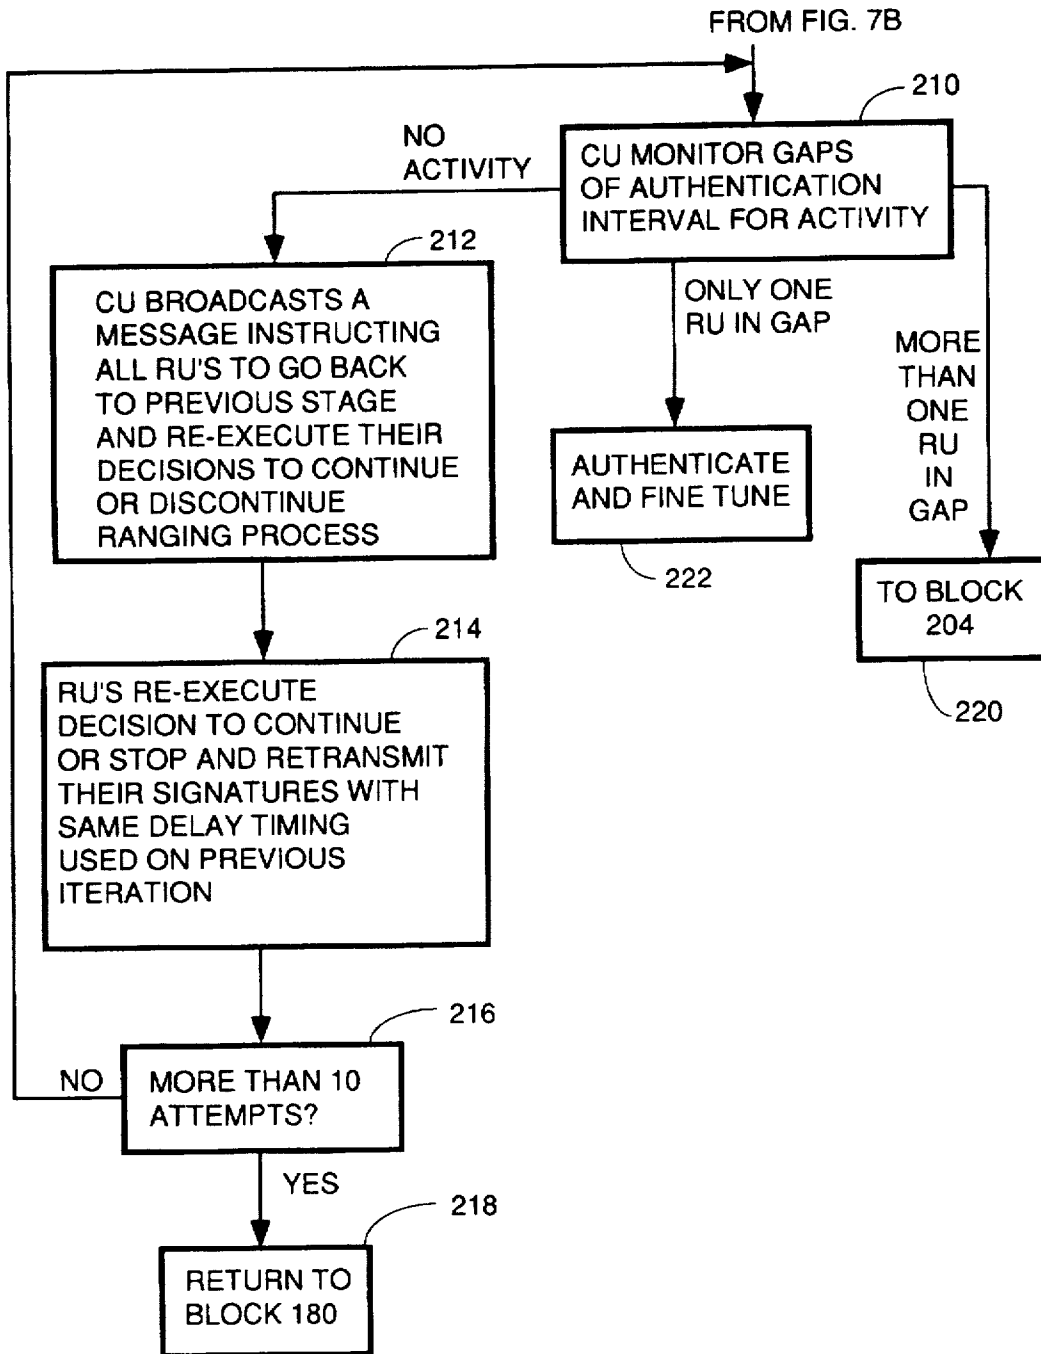 FROM FIG. 7B
210
CU MONITOR GAPS
OF AUTHENTICATION
INTERVAL FOR ACTIVITY
NO
ACTIVITY
212
CU BROADCASTS A
MESSAGE INSTRUCTING
ALL RU'S TO GO BACK
TO PREVIOUS STAGE
AND RE-EXECUTE THEIR
DECISIONS TO CONTINUE
OR DISCONTINUE
RANGING PROCESS
ONLY ONE
RU IN GAP
MORE
THAN
ONE
RU
IN
GAP
AUTHENTICATE
AND FINE TUNE
222
TO BLOCK
204
220
214
RU'S RE-EXECUTE
DECISION TO CONTINUE
OR STOP AND RETRANSMIT
THEIR SIGNATURES WITH
SAME DELAY TIMING
USED ON PREVIOUS
ITERATION
216
NO
MORE THAN 10
ATTEMPTS?
YES
218
RETURN TO
BLOCK 180